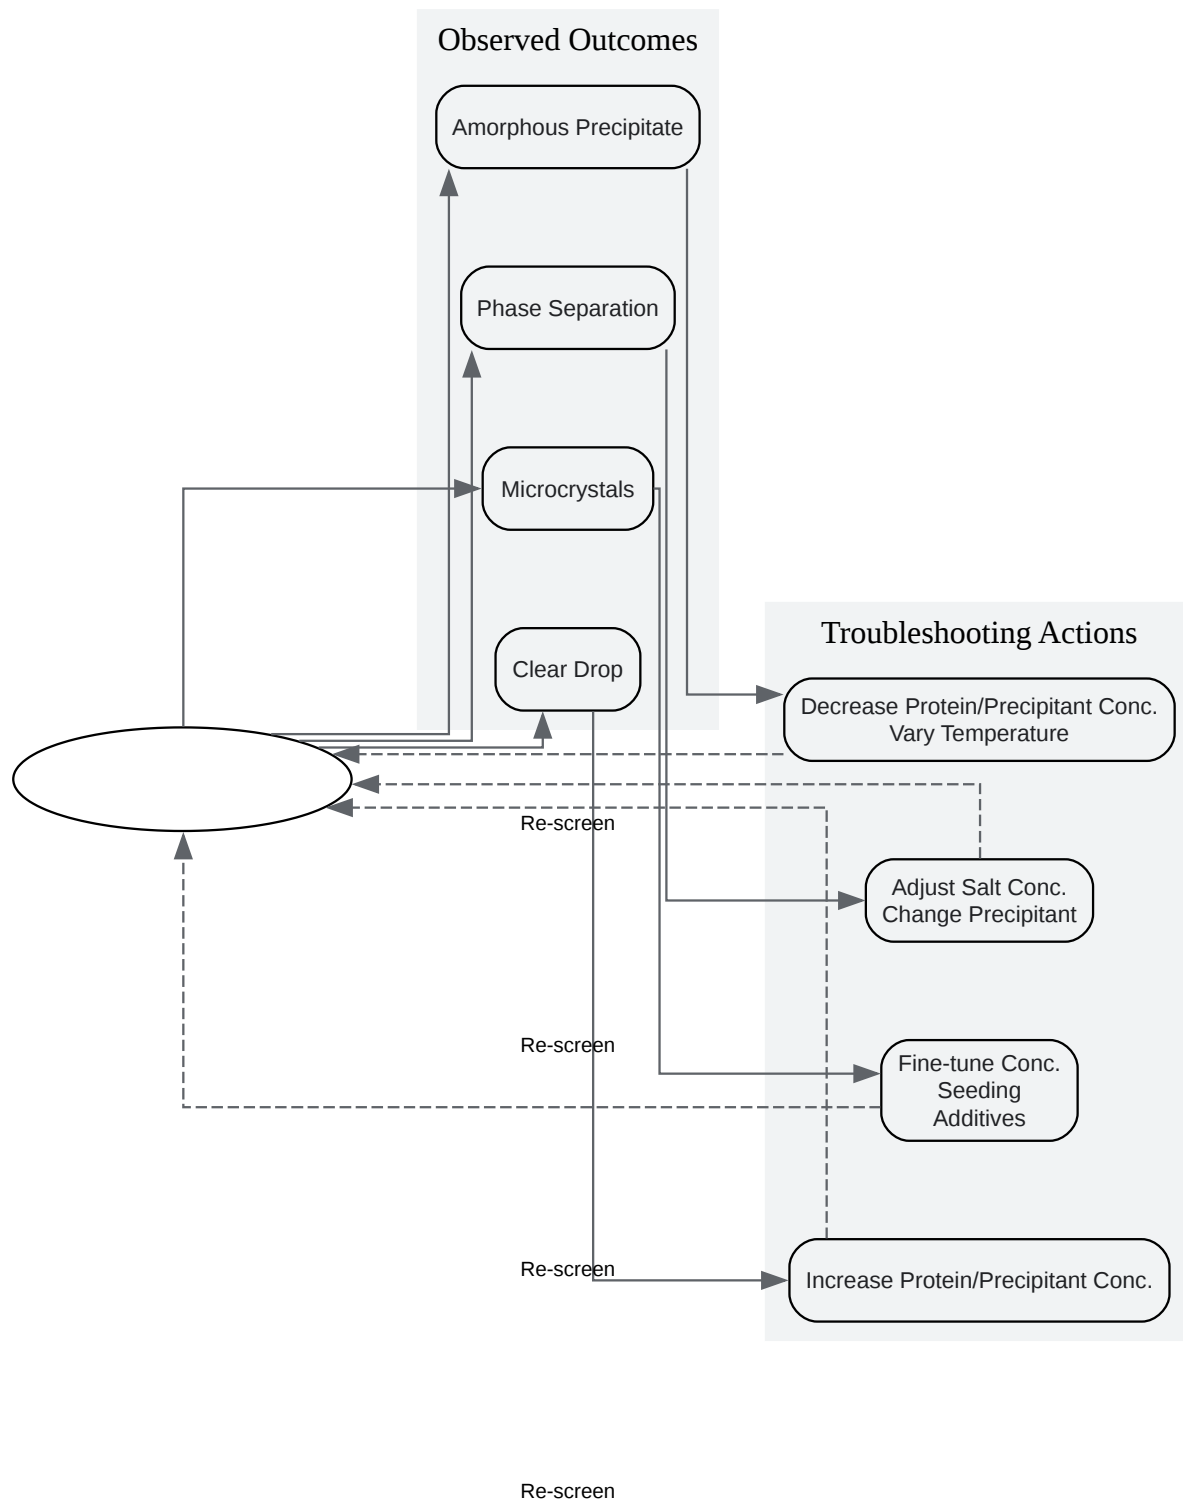 Observed Outcomes
Amorphous Precipitate
Phase Separation
Microcrystals
Clear Drop
Troubleshooting Actions
Decrease Protein/Precipitant Conc.
Vary Temperature
Re-screen
Adjust Salt Conc.
Change Precipitant
Re-screen
Fine-tune Conc.
Seeding
Additives
Re-screen
Increase Protein/Precipitant Conc.
Re-screen